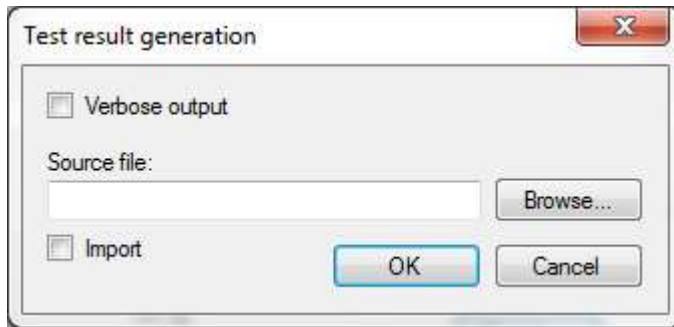 Test result generation
Verbose output
Source file:
Browse...
Import
OK
Cancel